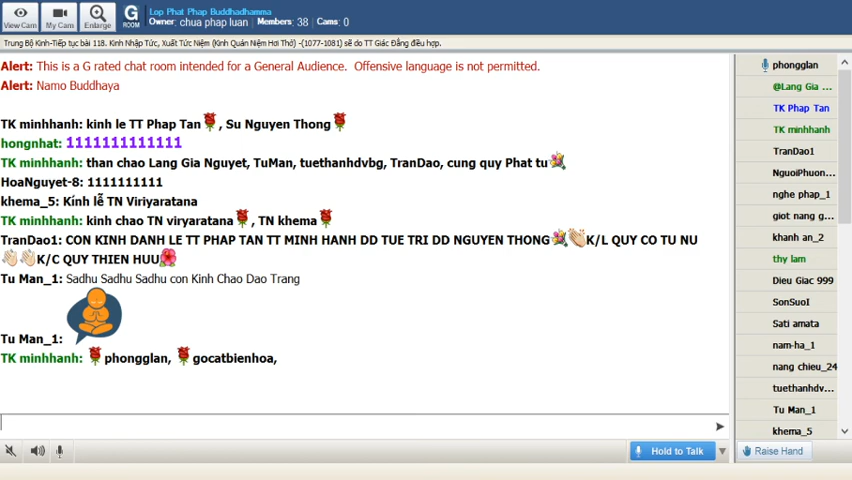 View Cam
My Cam
Enlarge
G
ROOM
Lop Phat Phap Buddhadhamma
Owner: chua phap luan Members: 38 Cams: 0
Trung Bộ Kinh-Tiếp tục bài 118. Kinh Nhập Tức, Xuất Tức Niệm (Kinh Quán Niệm Hơi Thở) -(1077-1081) sẽ do TT Giác Đẳng điều hợp.
Alert: This is a G rated chat room intended for a General Audience. Offensive language is not permitted.
Alert: Namo Buddhaya
TK minhhanh: kinh le TT Phap Tan, Su Nguyen Thong
hongnhat: 1111111111111
TK minhhanh: than chao Lang Gia Nguyet, TuMan, tuethanhdvbg, TranDao, cung quy Phat tu
HoaNguyet-8: 1111111111
khema_5: Kính lễ TN Viriyaratana
TK minhhanh: kinh chao TN viryaratana, TN khema
TranDao1: CON KINH DANH LE TT PHAP TAN TT MINH HANH DD TUE TRI DD NGUYEN THONG K/L QUY CO TU NU
K/C QUY THIEN HUU
Tu Man_1: Sadhu Sadhu Sadhu con Kinh Chao Dao Trang
Tu Man_1:
TK minhhanh: phongglan, gocatbienhoa,
Hold to Talk
phongglan
@Lang Gia ...
TK Phap Tan
TK minhhanh
TranDao1
NguoiPhuon...
nghe phap_1
giot nang g...
khanh an_2
thy lam
Dieu Giac 999
SonSuoI
Sati amata
nam-ha_1
nang chieu_24
tuethanhdv...
Tu Man_1
khema_5
Raise Hand